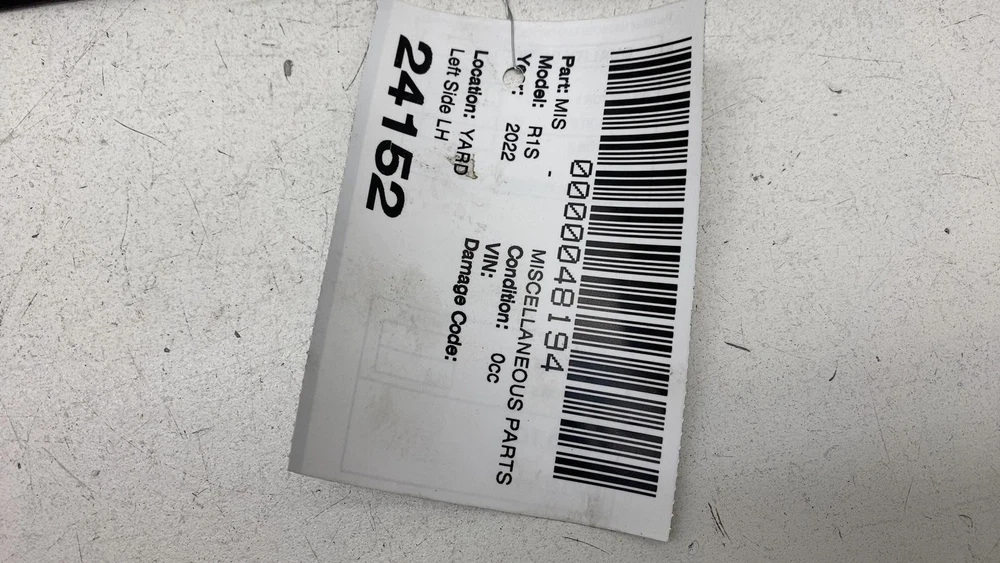 0000048194
Part: MIS - MISCELLANEOUS PARTS
Model: R1S Condition: 0cc
Year: 2022 VIN:
Location: YARD Damage Code:
Left Side LH
24152